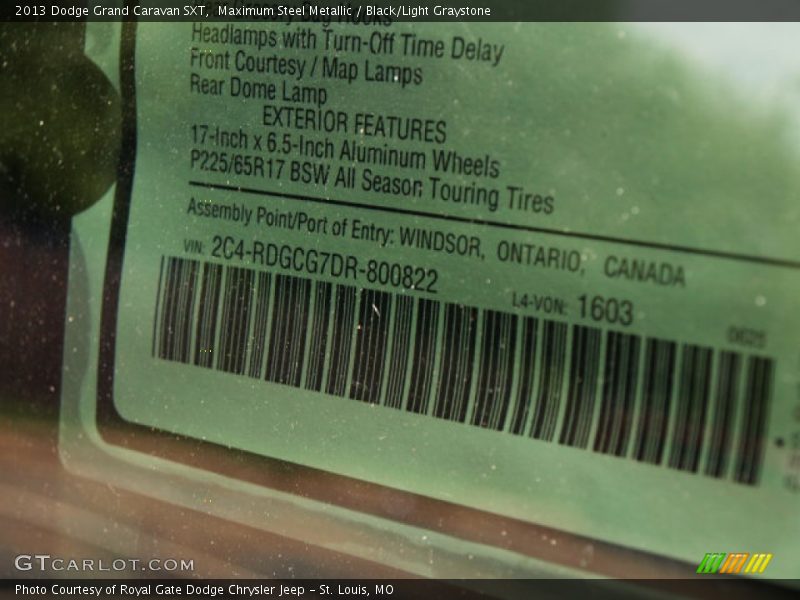 2013 Dodge Grand Caravan SXT, Maximum Steel Metallic / Black/Light Graystone
Headlamps with Turn-Off Time Delay
Front Courtesy / Map Lamps
Rear Dome Lamp
EXTERIOR FEATURES
17-Inch x 6.5-Inch Aluminum Wheels
P225/65R17 BSW All Season Touring Tires
Assembly Point/Port of Entry: WINDSOR, ONTARIO, CANADA
VIN: 2C4-RDGCG7DR-800822
L4-VON: 1603
0625
GTCARLOT.COM
Photo Courtesy of Royal Gate Dodge Chrysler Jeep – St. Louis, MO